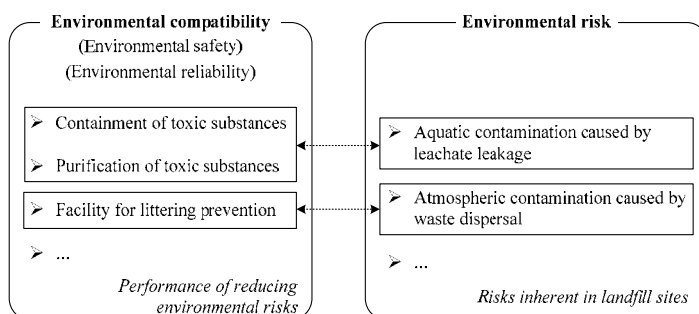 Environmental compatibility
(Environmental safety)
(Environmental reliability)
➢ Containment of toxic substances
➢ Purification of toxic substances
➢ Facility for littering prevention
➢ ...
Performance of reducing
environmental risks
Environmental risk
➢ Aquatic contamination caused by
leachate leakage
➢ Atmospheric contamination caused by
waste dispersal
➢ ...
Risks inherent in landfill sites